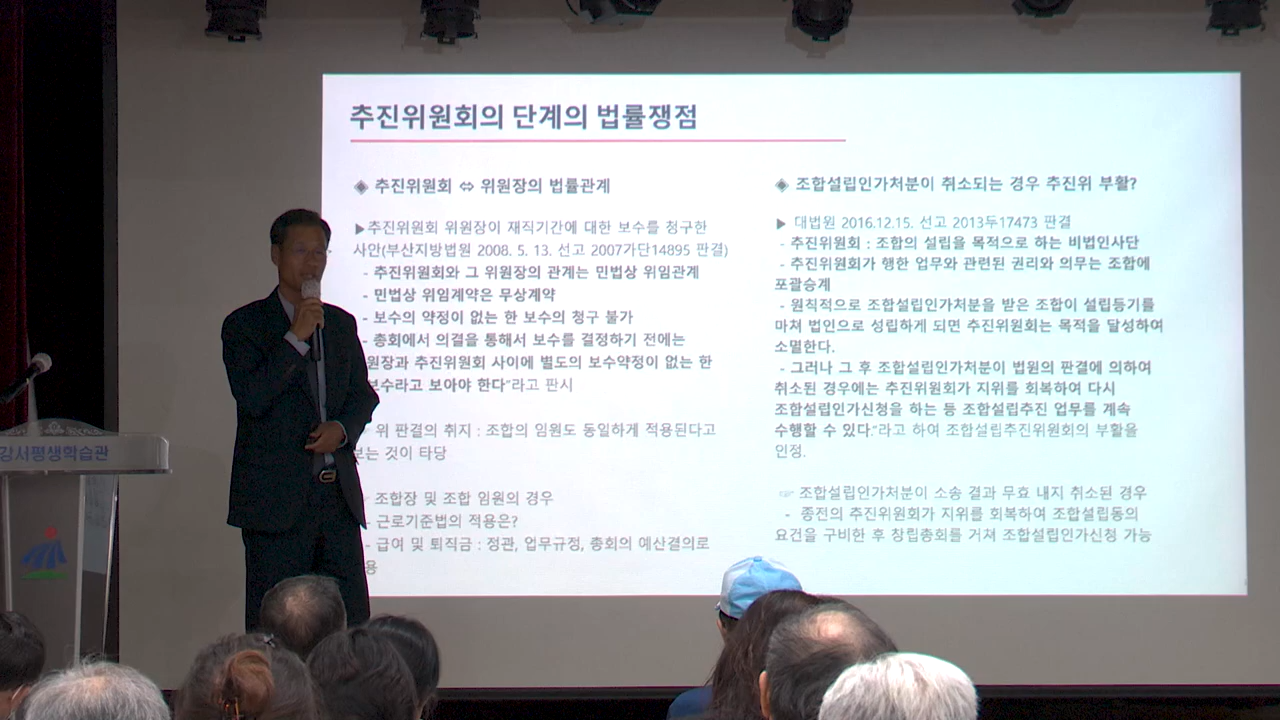 추진위원회의 단계의 법률쟁점
◈ 추진위원회 ⇔ 위원장의 법률관계
▶추진위원회 위원장이 재직기간에 대한 보수를 청구한
사안(부산지방법원 2008. 5. 13. 선고 2007가단14895 판결)
- 추진위원회와 그 위원장의 관계는 민법상 위임관계
- 민법상 위임계약은 무상계약
- 보수의 약정이 없는 한 보수의 청구 불가
- 총회에서 의결을 통해서 보수를 결정하기 전에는
원장과 추진위원회 사이에 별도의 보수약정이 없는 한
보수라고 보아야 한다"라고 판시
위 판결의 취지 : 조합의 임원도 동일하게 적용된다고
보는 것이 타당
☞ 조합장 및 조합 임원의 경우
- 근로기준법의 적용은?
- 급여 및 퇴직금 : 정관, 업무규정, 총회의 예산결의로
용
◈ 조합설립인가처분이 취소되는 경우 추진위 부활?
▶ 대법원 2016.12.15. 선고 2013두17473 판결
- 추진위원회 : 조합의 설립을 목적으로 하는 비법인사단
- 추진위원회가 행한 업무와 관련된 권리와 의무는 조합에
포괄승계
- 원칙적으로 조합설립인가처분을 받은 조합이 설립등기를
마쳐 법인으로 성립하게 되면 추진위원회는 목적을 달성하여
소멸한다.
- 그러나 그 후 조합설립인가처분이 법원의 판결에 의하여
취소된 경우에는 추진위원회가 지위를 회복하여 다시
조합설립인가신청을 하는 등 조합설립추진 업무를 계속
수행할 수 있다."라고 하여 조합설립추진위원회의 부활을
인정.
☞ 조합설립인가처분이 소송 결과 무효 내지 취소된 경우
- 종전의 추진위원회가 지위를 회복하여 조합설립동의
요건을 구비한 후 창립총회를 거쳐 조합설립인가신청 가능
강서평생학습관